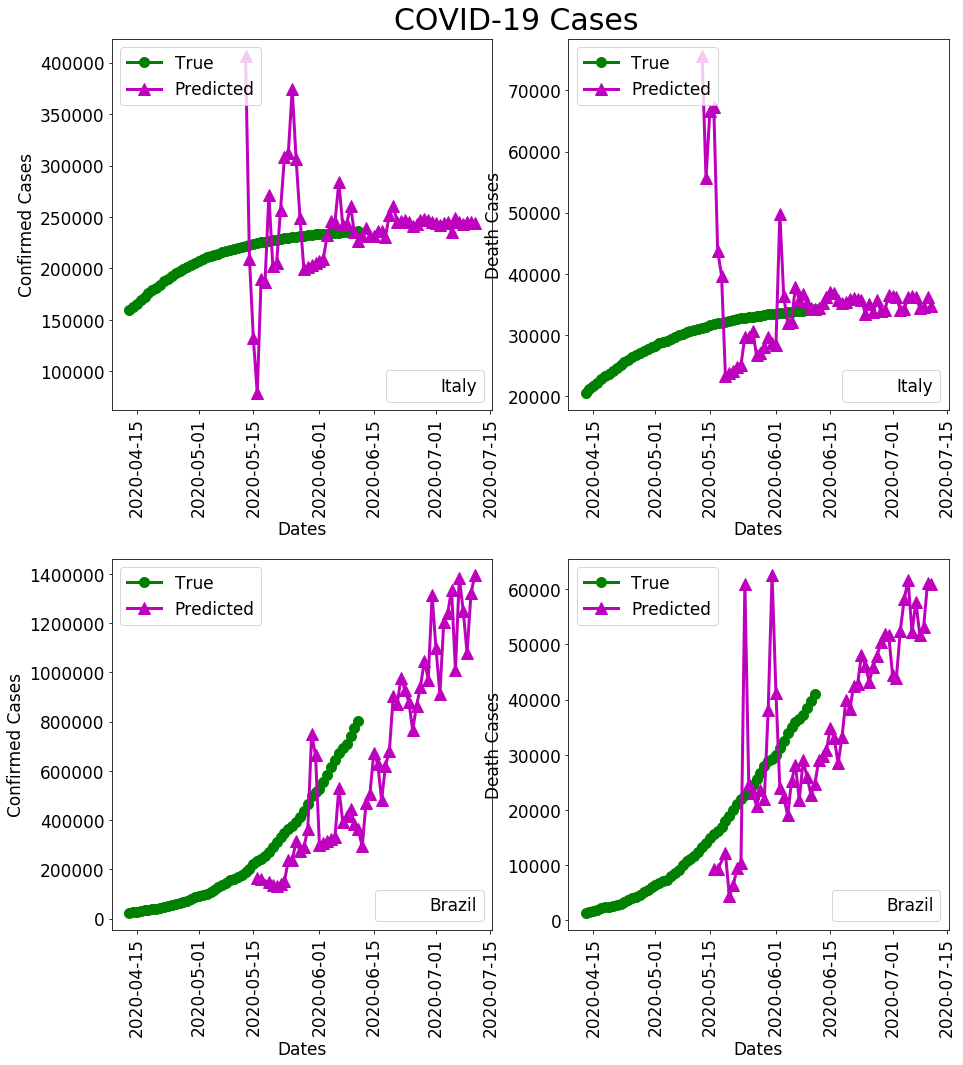 COVID-19 Cases
True
Predicted
400000
350000
300000
250000
200000
150000
100000
Confirmed Cases
Italy
2020-04-15
2020-05-01
2020-05-15
2020-06-01
2020-06-15
2020-07-01
2020-07-15
Dates
True
Predicted
70000
60000
50000
40000
30000
20000
Death Cases
Italy
2020-04-15
2020-05-01
2020-05-15
2020-06-01
2020-06-15
2020-07-01
2020-07-15
Dates
True
Predicted
1400000
1200000
1000000
800000
600000
400000
200000
0
Confirmed Cases
Brazil
2020-04-15
2020-05-01
2020-05-15
2020-06-01
2020-06-15
2020-07-01
2020-07-15
Dates
True
Predicted
60000
50000
40000
30000
20000
10000
0
Death Cases
Brazil
2020-04-15
2020-05-01
2020-05-15
2020-06-01
2020-06-15
2020-07-01
2020-07-15
Dates